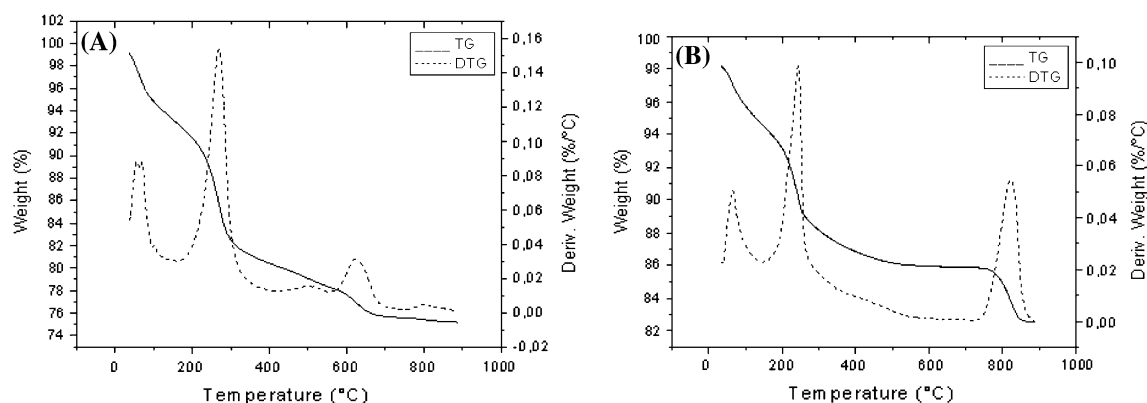 (A)
TG
DTG
102
100
98
96
94
92
90
88
86
84
82
80
78
76
74
Weight (%)
0,16
0,14
0,12
0,10
0,08
0,06
0,04
0,02
0,00
-0,02
Deriv. Weight (%/°C)
0 200 400 600 800 1000
Temperature (°C)
(B)
TG
DTG
98
96
94
92
90
88
86
84
82
Weight (%)
0,10
0,08
0,06
0,04
0,02
0,00
Deriv. Weight (%/°C)
0 200 400 600 800 1000
Temperature (°C)